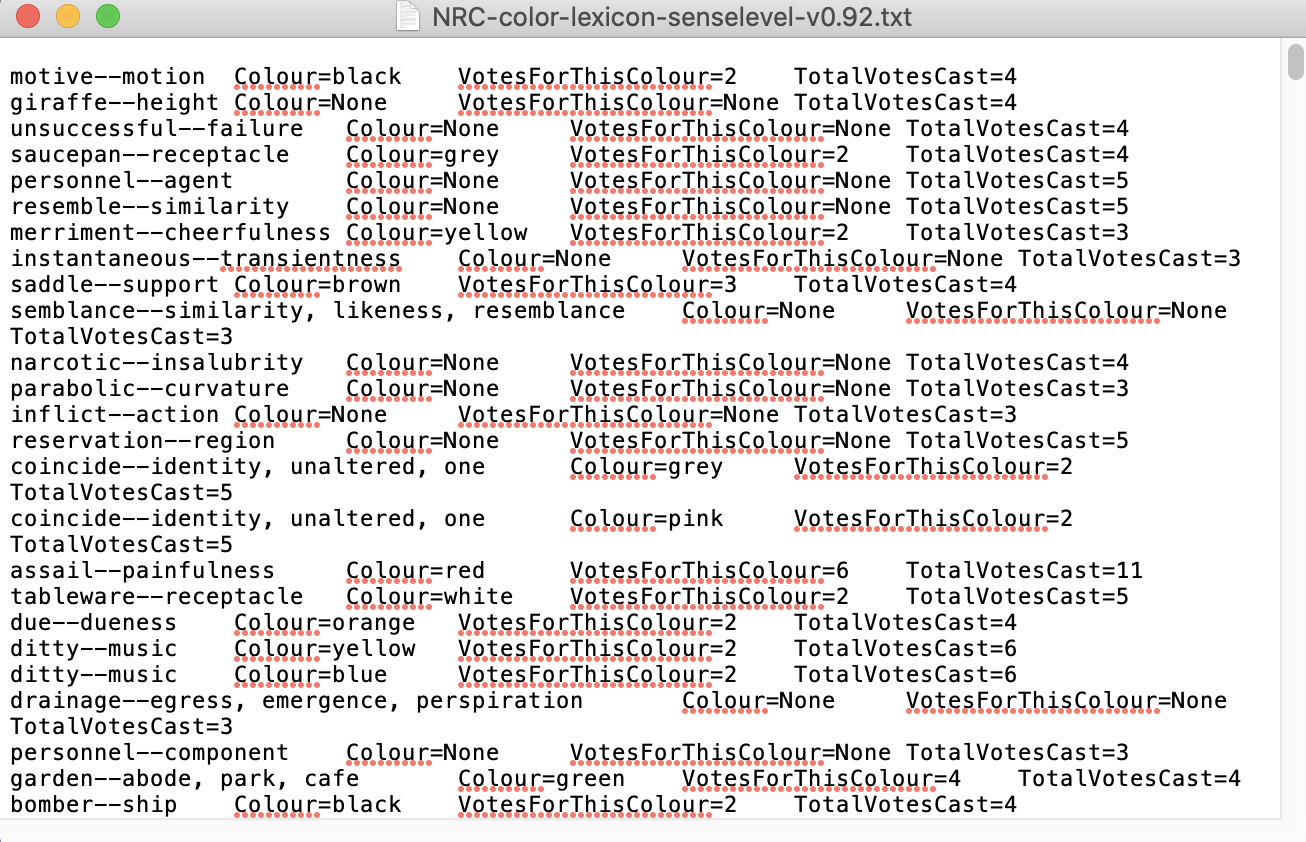 NRC-color-lexicon-senselevel-v0.92.txt
motive--motion Colour=black VotesForThisColour=2 TotalVotesCast=4
giraffe--height Colour=None VotesForThisColour=None TotalVotesCast=4
unsuccessful--failure Colour=None VotesForThisColour=None TotalVotesCast=4
saucepan--receptacle Colour=grey VotesForThisColour=2 TotalVotesCast=4
personnel--agent Colour=None VotesForThisColour=None TotalVotesCast=5
resemble--similarity Colour=None VotesForThisColour=None TotalVotesCast=5
merriment--cheerfulness Colour=yellow VotesForThisColour=2 TotalVotesCast=3
instantaneous--transientness Colour=None VotesForThisColour=None TotalVotesCast=3
saddle--support Colour=brown VotesForThisColour=3 TotalVotesCast=4
semblance--similarity, likeness, resemblance Colour=None VotesForThisColour=None
TotalVotesCast=3
narcotic--insalubrity Colour=None VotesForThisColour=None TotalVotesCast=4
parabolic--curvature Colour=None VotesForThisColour=None TotalVotesCast=3
inflict--action Colour=None VotesForThisColour=None TotalVotesCast=3
reservation--region Colour=None VotesForThisColour=None TotalVotesCast=5
coincide--identity, unaltered, one Colour=grey VotesForThisColour=2
TotalVotesCast=5
coincide--identity, unaltered, one Colour=pink VotesForThisColour=2
TotalVotesCast=5
assail--painfulness Colour=red VotesForThisColour=6 TotalVotesCast=11
tableware--receptacle Colour=white VotesForThisColour=2 TotalVotesCast=5
due--dueness Colour=orange VotesForThisColour=2 TotalVotesCast=4
ditty--music Colour=yellow VotesForThisColour=2 TotalVotesCast=6
ditty--music Colour=blue VotesForThisColour=2 TotalVotesCast=6
drainage--egress, emergence, perspiration Colour=None VotesForThisColour=None
TotalVotesCast=3
personnel--component Colour=None VotesForThisColour=None TotalVotesCast=3
garden--abode, park, cafe Colour=green VotesForThisColour=4 TotalVotesCast=4
bomber--ship Colour=black VotesForThisColour=2 TotalVotesCast=4